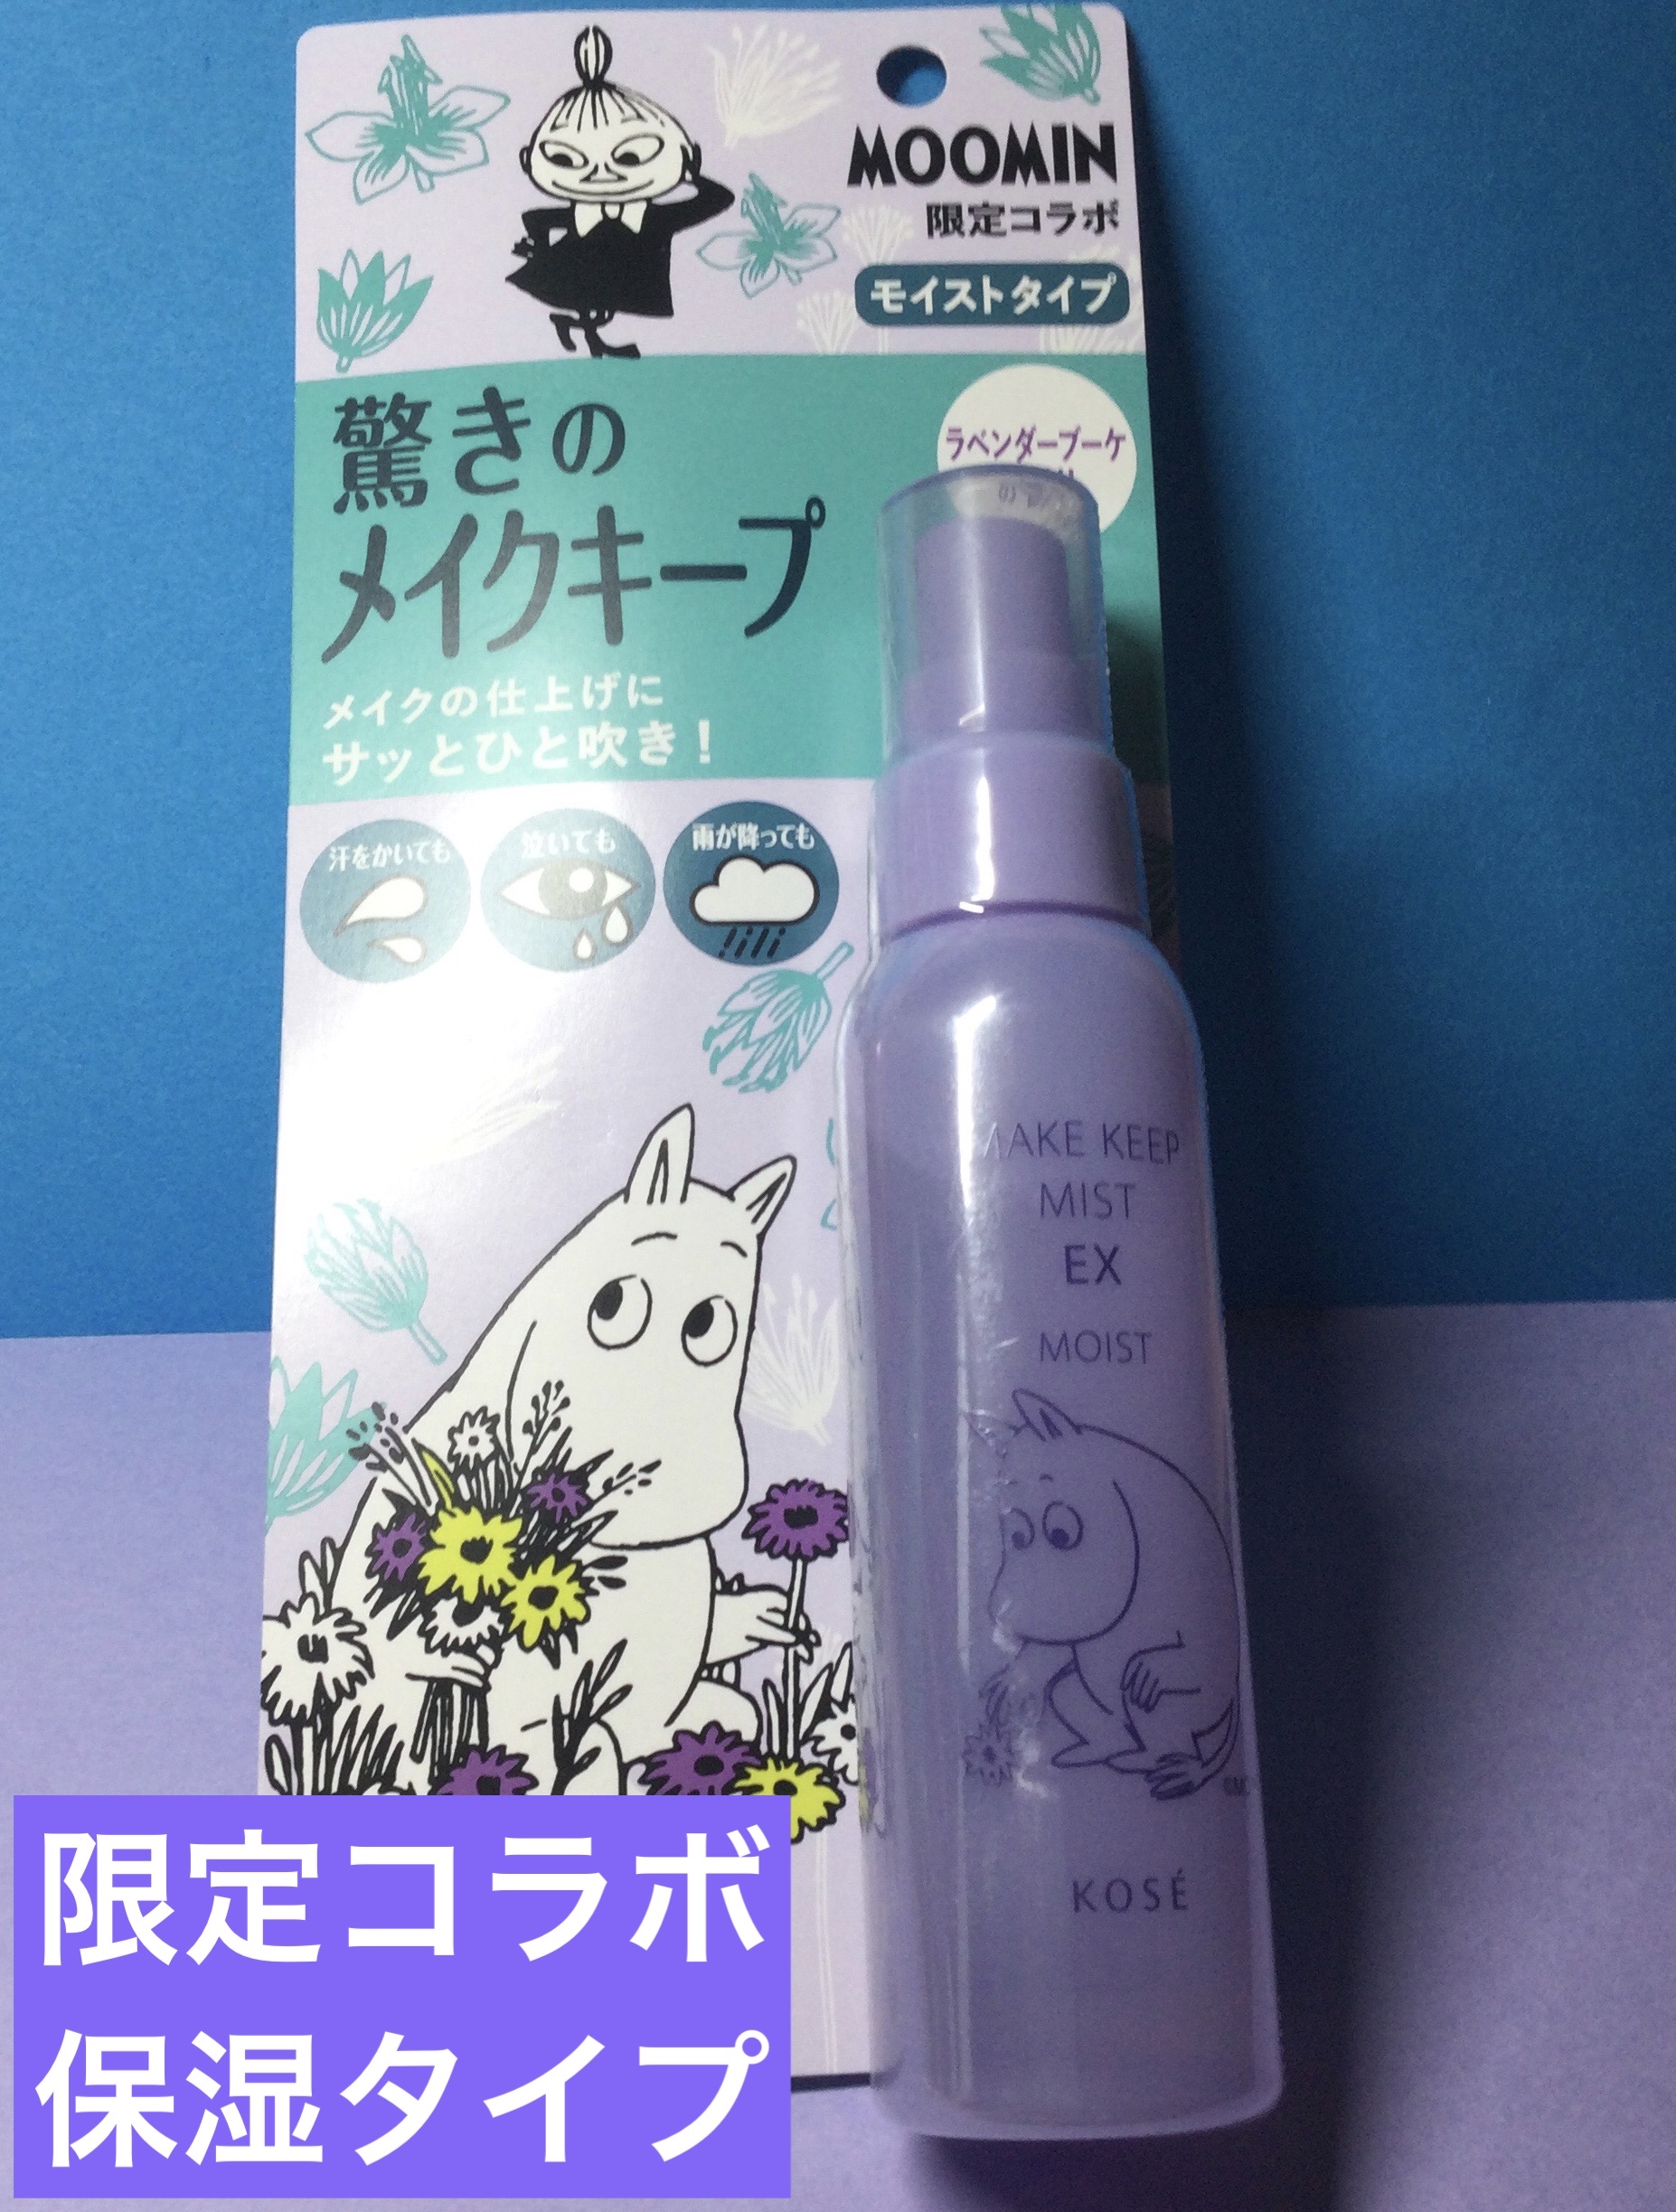 MOOMIN
限定コラボ
モイストタイプ
驚きの
メイクキープ
ラベンダーブーケ
メイクの仕上げに
サッとひと吹き!
汗をかいても
泣いても
雨が降っても
MAKE KEEP
MIST
EX
MOIST
KOSÉ
限定コラボ
保湿タイプ